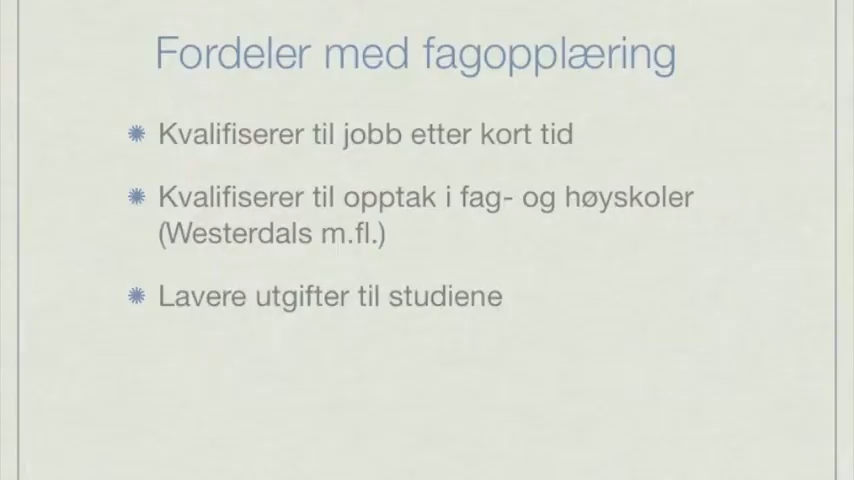 Fordeler med fagopplæring
Kvalifiserer til jobb etter kort tid
Kvalifiserer til opptak i fag- og høyskoler
(Westerdals m.fl.)
Lavere utgifter til studiene